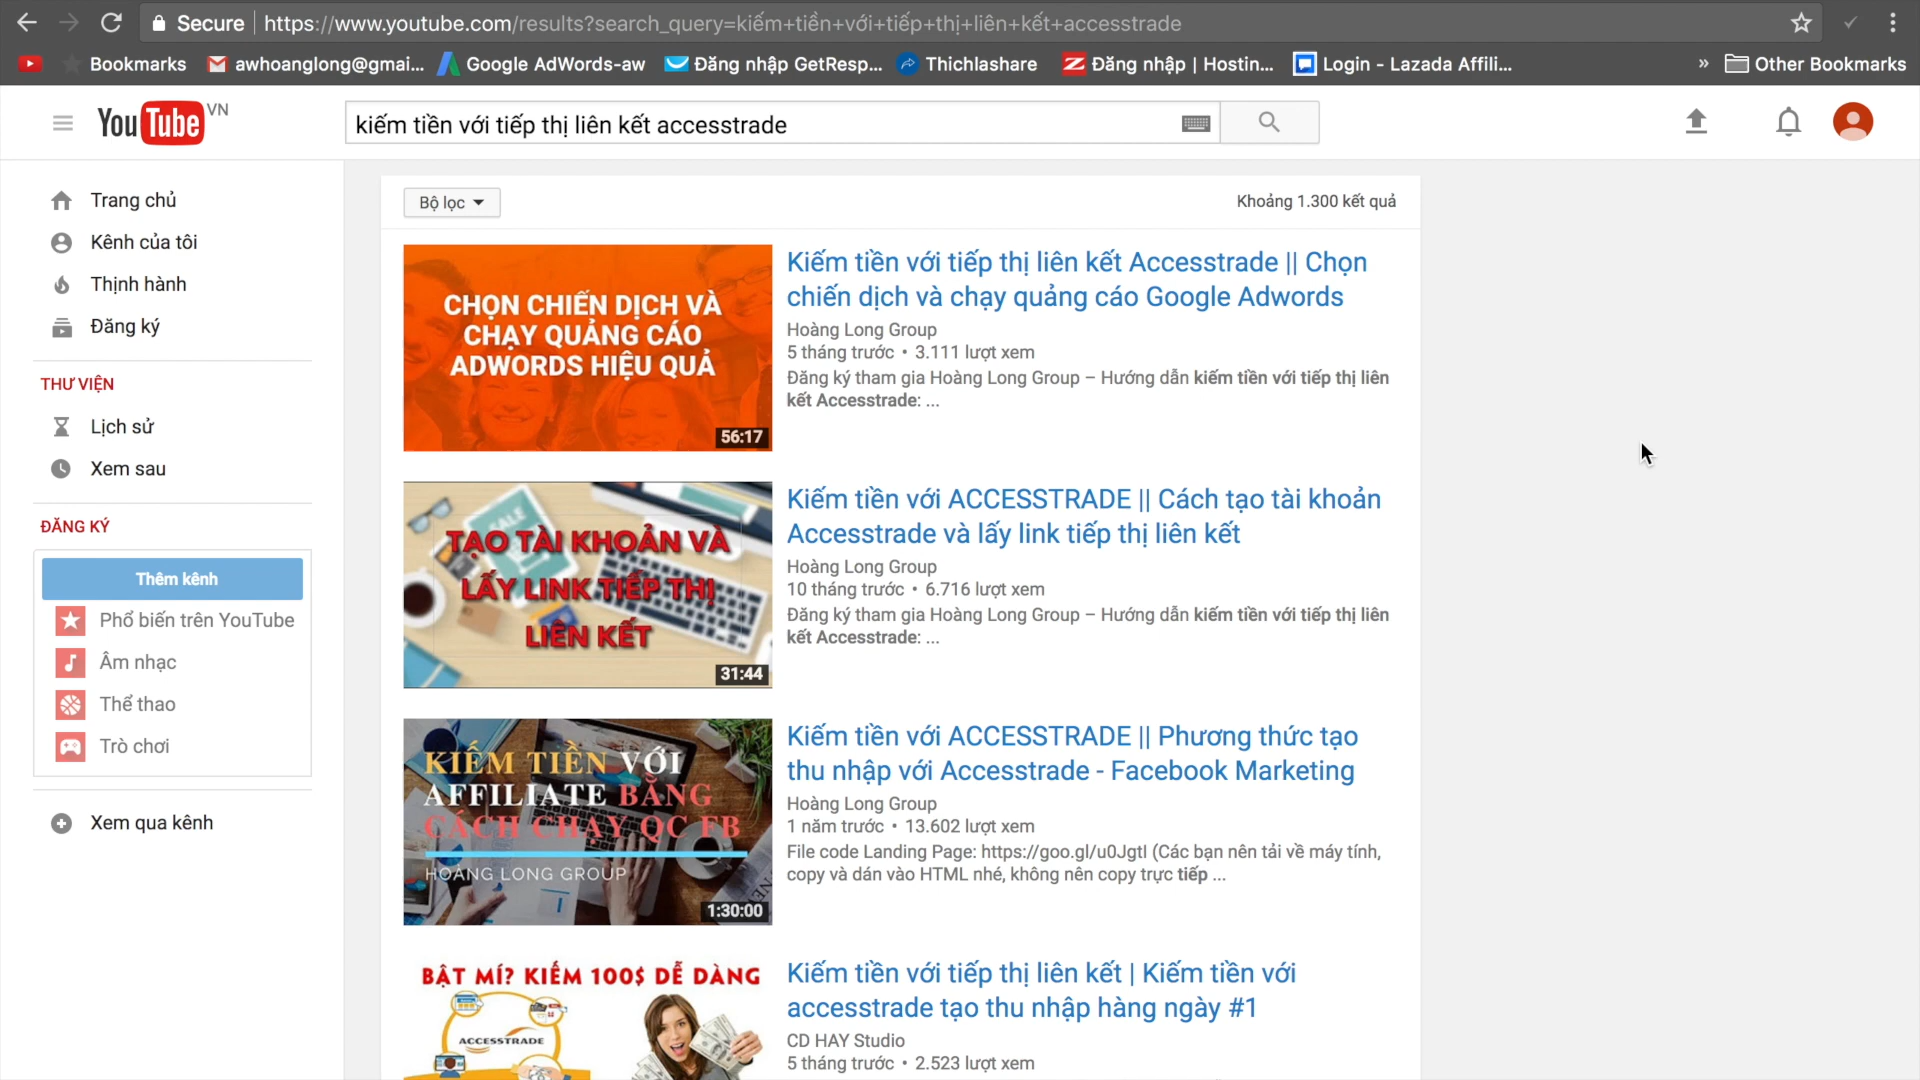 Secure https://www.youtube.com/results?search_query=kiếm+tiền+với+tiếp+thị+liên+kết+accesstrade
Bookmarks awhoanglong@gmai... Google AdWords-aw Đăng nhập GetResp... Thichlashare Đăng nhập | Hostin... Login - Lazada Affili... » Other Bookmarks
YouTube VN
kiếm tiền với tiếp thị liên kết accesstrade
Trang chủ
Kênh của tôi
Thịnh hành
Đăng ký
THƯ VIỆN
Lịch sử
Xem sau
ĐĂNG KÝ
Thêm kênh
Phổ biến trên YouTube
Âm nhạc
Thể thao
Trò chơi
Xem qua kênh
Bộ lọc
Khoảng 1.300 kết quả
CHỌN CHIẾN DỊCH VÀ
CHẠY QUẢNG CÁO
ADWORDS HIỆU QUẢ
56:17
Kiếm tiền với tiếp thị liên kết Accesstrade || Chọn
chiến dịch và chạy quảng cáo Google Adwords
Hoàng Long Group
5 tháng trước • 3.111 lượt xem
Đăng ký tham gia Hoàng Long Group – Hướng dẫn kiếm tiền với tiếp thị liên
kết Accesstrade: ...
SALE
TẠO TÀI KHOẢN VÀ
LẤY LINK TIẾP THỊ
LIÊN KẾT
31:44
Kiếm tiền với ACCESSTRADE || Cách tạo tài khoản
Accesstrade và lấy link tiếp thị liên kết
Hoàng Long Group
10 tháng trước • 6.716 lượt xem
Đăng ký tham gia Hoàng Long Group – Hướng dẫn kiếm tiền với tiếp thị liên
kết Accesstrade: ...
KIẾM TIỀN VỚI
AFFILIATE BẰNG
CÁCH CHẠY QC FB
HOÀNG LONG GROUP
1:30:00
Kiếm tiền với ACCESSTRADE || Phương thức tạo
thu nhập với Accesstrade - Facebook Marketing
Hoàng Long Group
1 năm trước • 13.602 lượt xem
File code Landing Page: https://goo.gl/u0JgtI (Các bạn nên tải về máy tính,
copy và dán vào HTML nhé, không nên copy trực tiếp ...
BẬT MÍ? KIẾM 100$ DỄ DÀNG
ACCESSTRADE
Kiếm tiền với tiếp thị liên kết | Kiếm tiền với
accesstrade tạo thu nhập hàng ngày #1
CD HAY Studio
5 tháng trước • 2.523 lượt xem